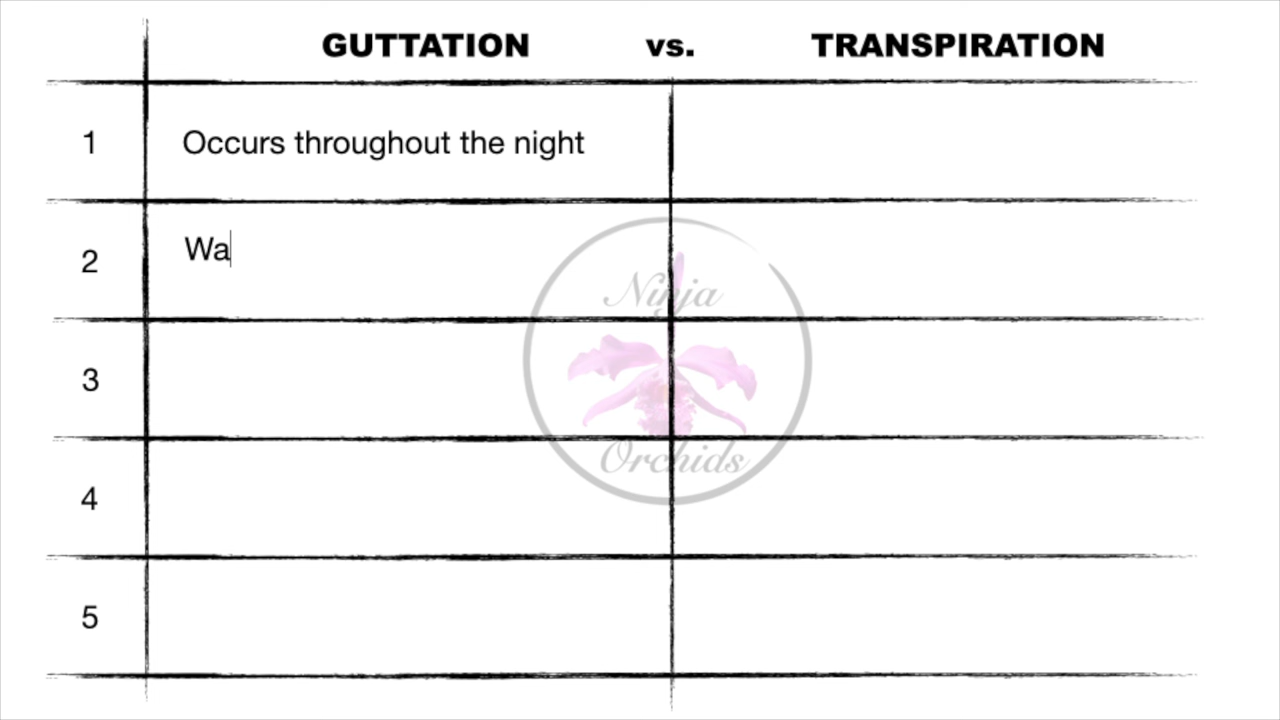 GUTTATION vs. TRANSPIRATION
1 Occurs throughout the night
2 Wa
Ninja
3
Orchids
4
5